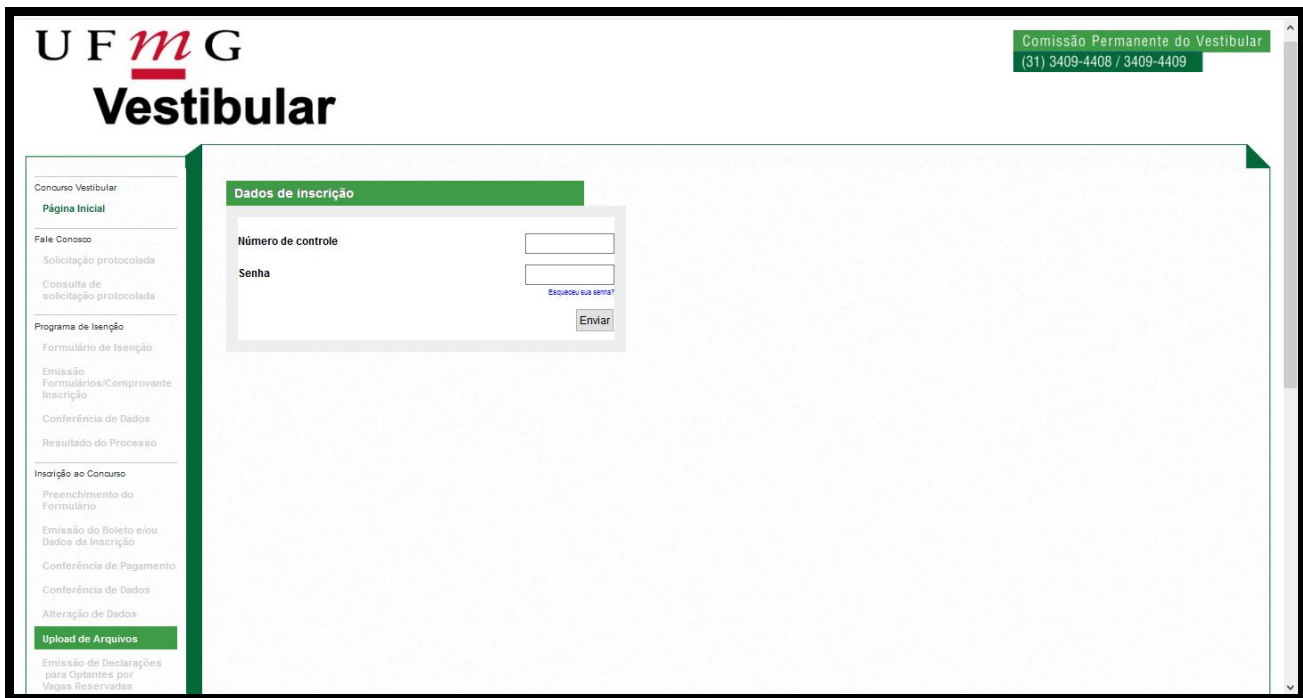 UFMG
Vestibular
Comissão Permanente do Vestibular
(31) 3409-4408 / 3409-4409
Concurso Vestibular
Página Inicial
Fale Conosco
Solicitação protocolada
Consulta de
solicitação protocolada
Programa de Isenção
Formulário de Isenção
Emissão
Formulários/Comprovante
Inscrição
Conferência de Dados
Resultado do Processo
Inscrição ao Concurso
Preenchimento do
Formulário
Emissão do Boleto e/ou
Dados da Inscrição
Conferência de Pagamento
Conferência de Dados
Alteração de Dados
Upload de Arquivos
Emissão de Declarações
para Optantes por
Vagas Reservadas
Dados de inscrição
Número de controle
Senha
Esqueceu sua senha?
Enviar